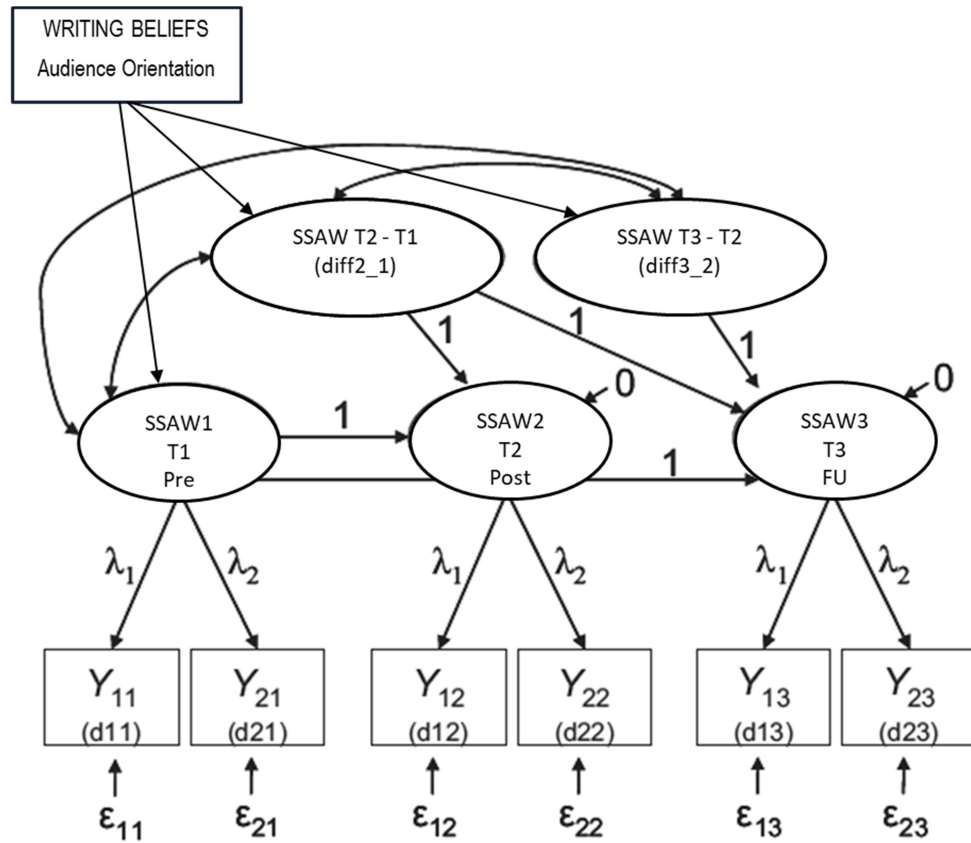 WRITING BELIEFS
Audience Orientation
SSAW T2 - T1
(diff2_1)
SSAW T3 - T2
(diff3_2)
1
1
1
0
0
SSAW1
T1
Pre
1
SSAW2
T2
Post
1
SSAW3
T3
FU
λ1
λ2
λ1
λ2
λ1
λ2
Y11
(d11)
Y21
(d21)
Y12
(d12)
Y22
(d22)
Y13
(d13)
Y23
(d23)
ε11
ε21
ε12
ε22
ε13
ε23